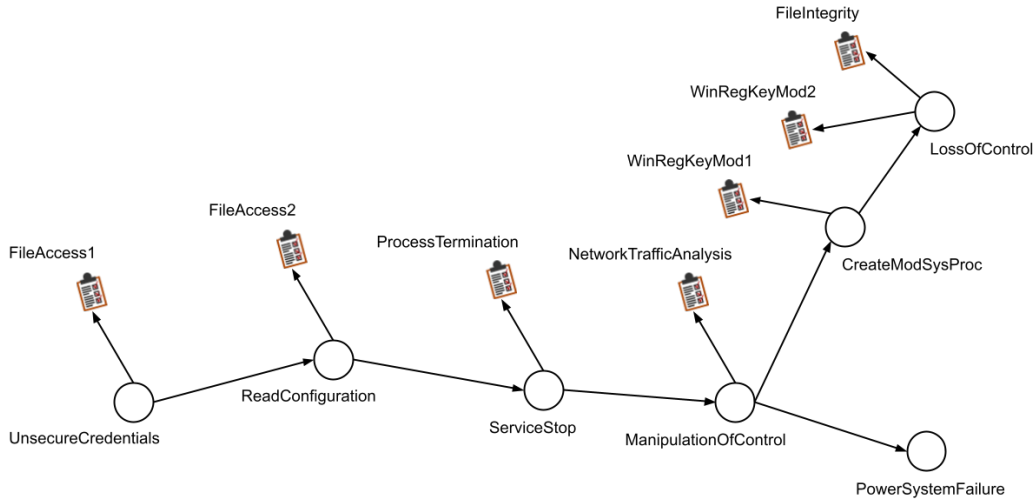 FileIntegrity
WinRegKeyMod2
LossOfControl
WinRegKeyMod1
FileAccess2
ProcessTermination
FileAccess1
NetworkTrafficAnalysis
CreateModSysProc
ReadConfiguration
UnsecureCredentials
ServiceStop
ManipulationOfControl
PowerSystemFailure